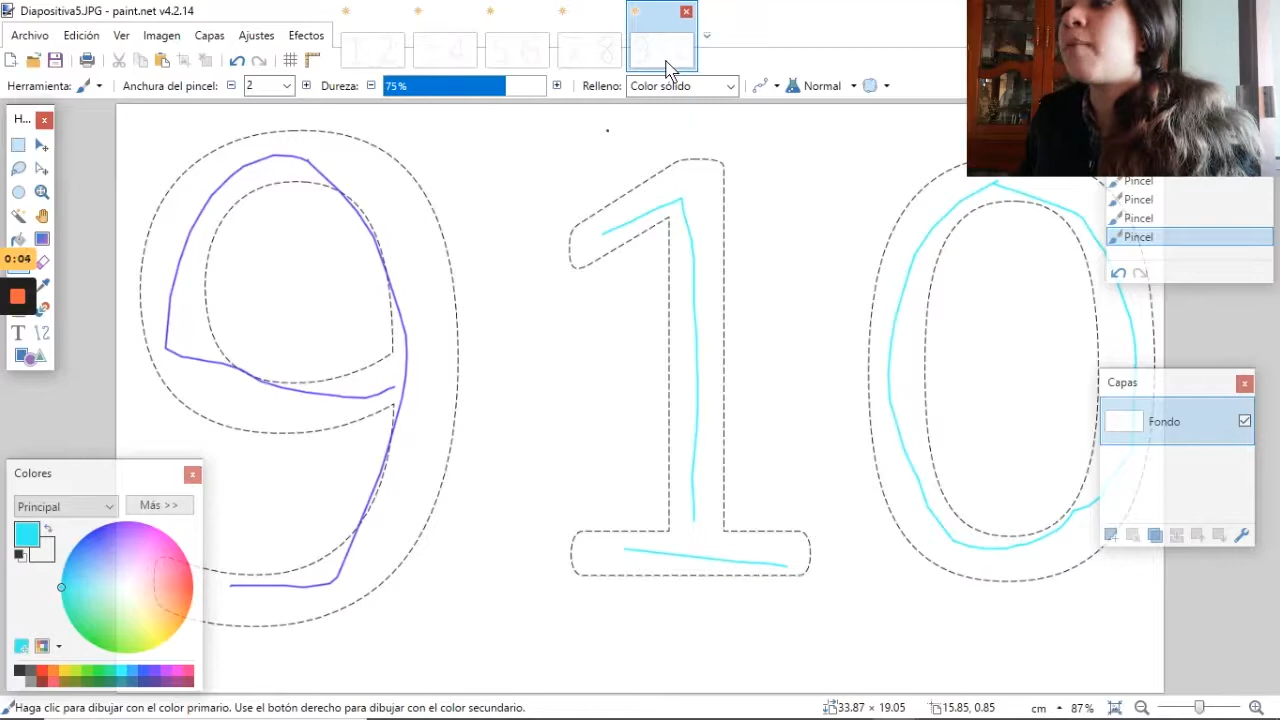 Diapositiva5.JPG - paint.net v4.2.14
Archivo Edición Ver Imagen Capas Ajustes Efectos
Herramienta: Anchura del pincel: 2 Dureza: 75% Relleno: Color sólido Normal
H...
0:04
Pincel
Pincel
Pincel
Pincel
9 10
Capas
Fondo
Colores
Principal Más >>
Haga clic para dibujar con el color primario. Use el botón derecho para dibujar con el color secundario. 33.87 × 19.05 15.85, 0.85 cm 87%